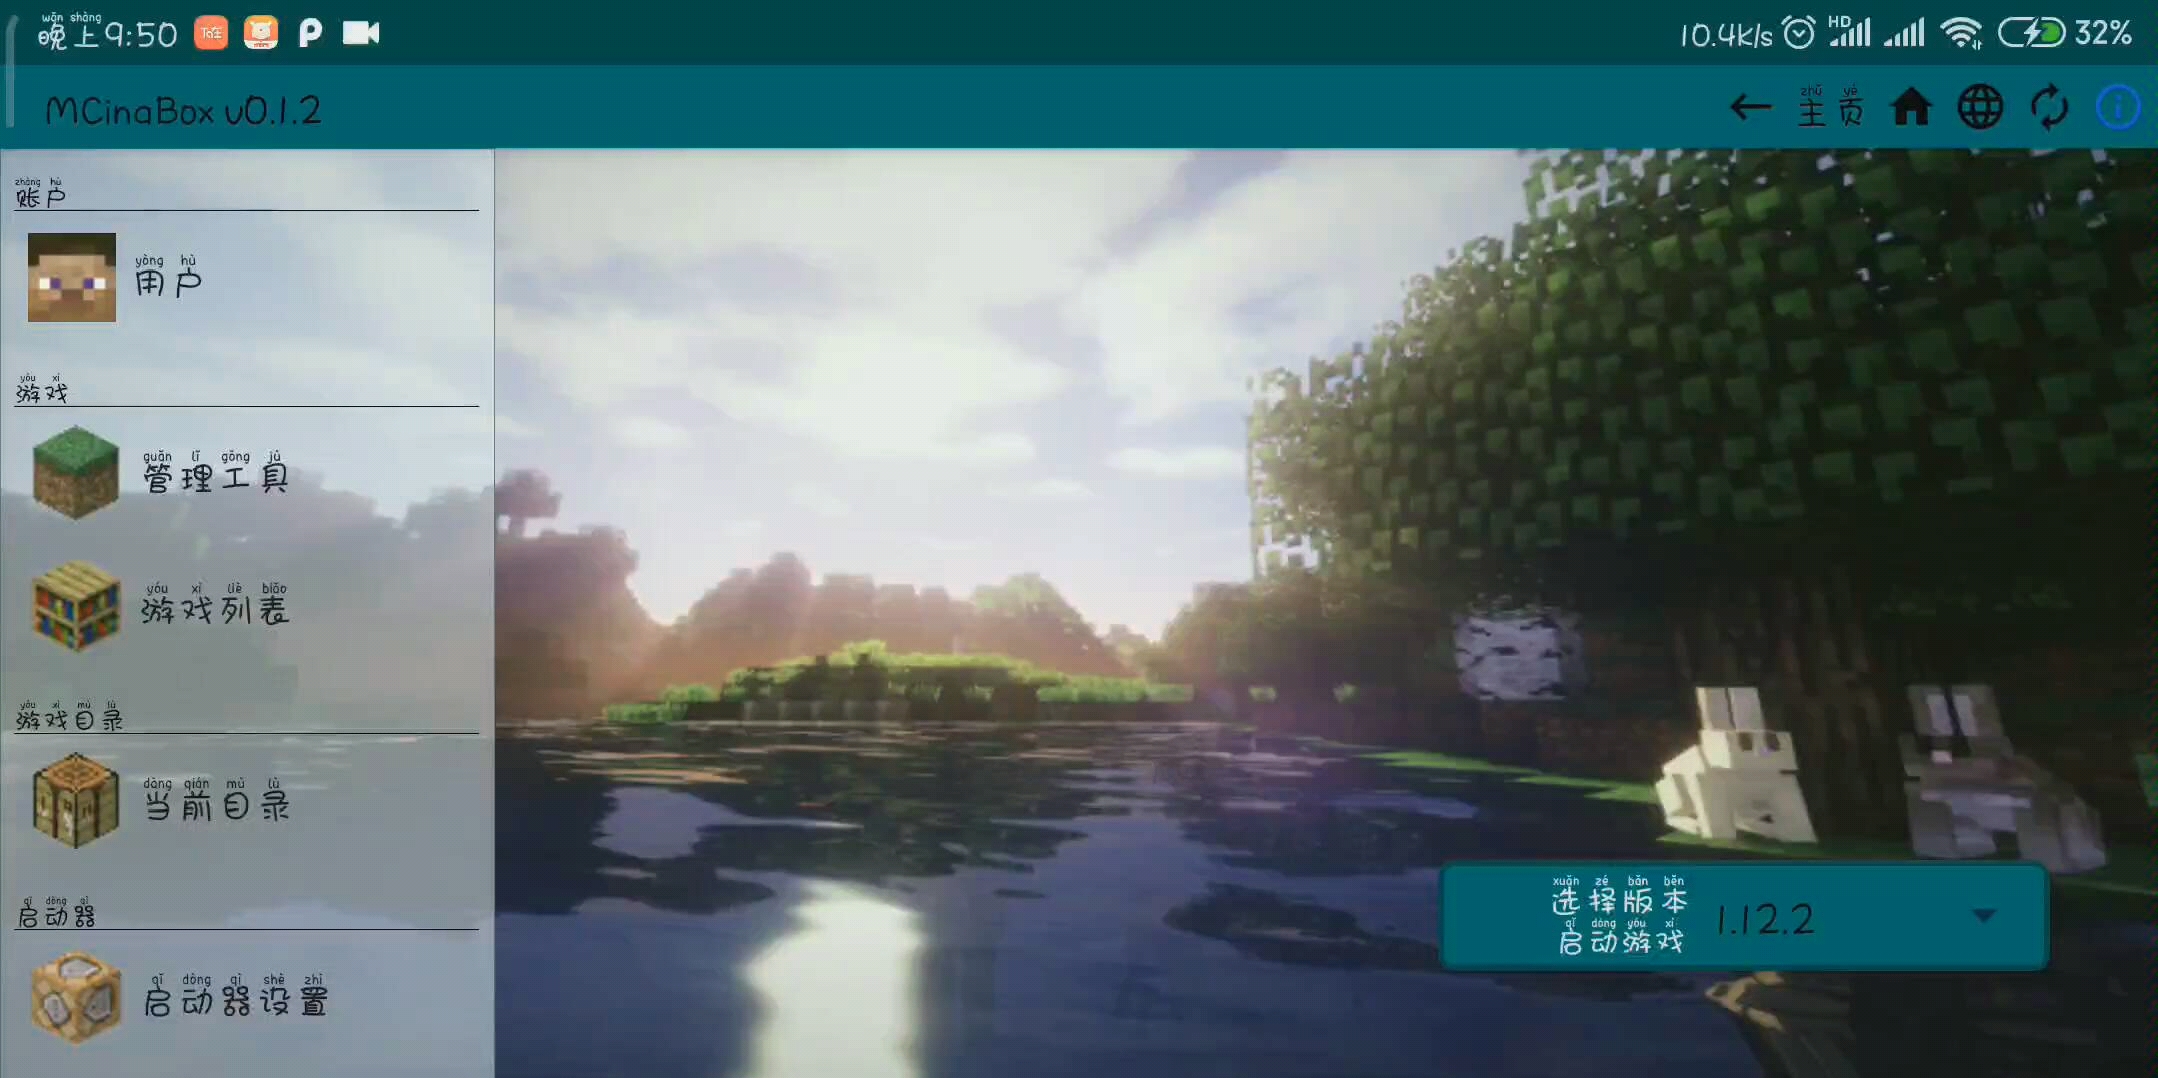 晚上9:50
10.4K/s HD 32%
MCinaBox v0.1.2
主页
账户
用户
游戏
管理工具
游戏列表
游戏目录
当前目录
启动器
启动器设置
选择版本
启动游戏
1.12.2